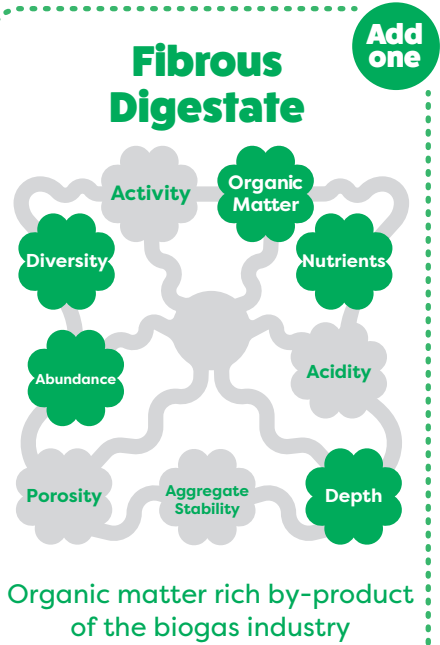 Add
one
Fibrous
Digestate
Activity
Organic
Matter
Diversity
Nutrients
Abundance
Acidity
Porosity
Aggregate
Stability
Depth
Organic matter rich by-product
of the biogas industry